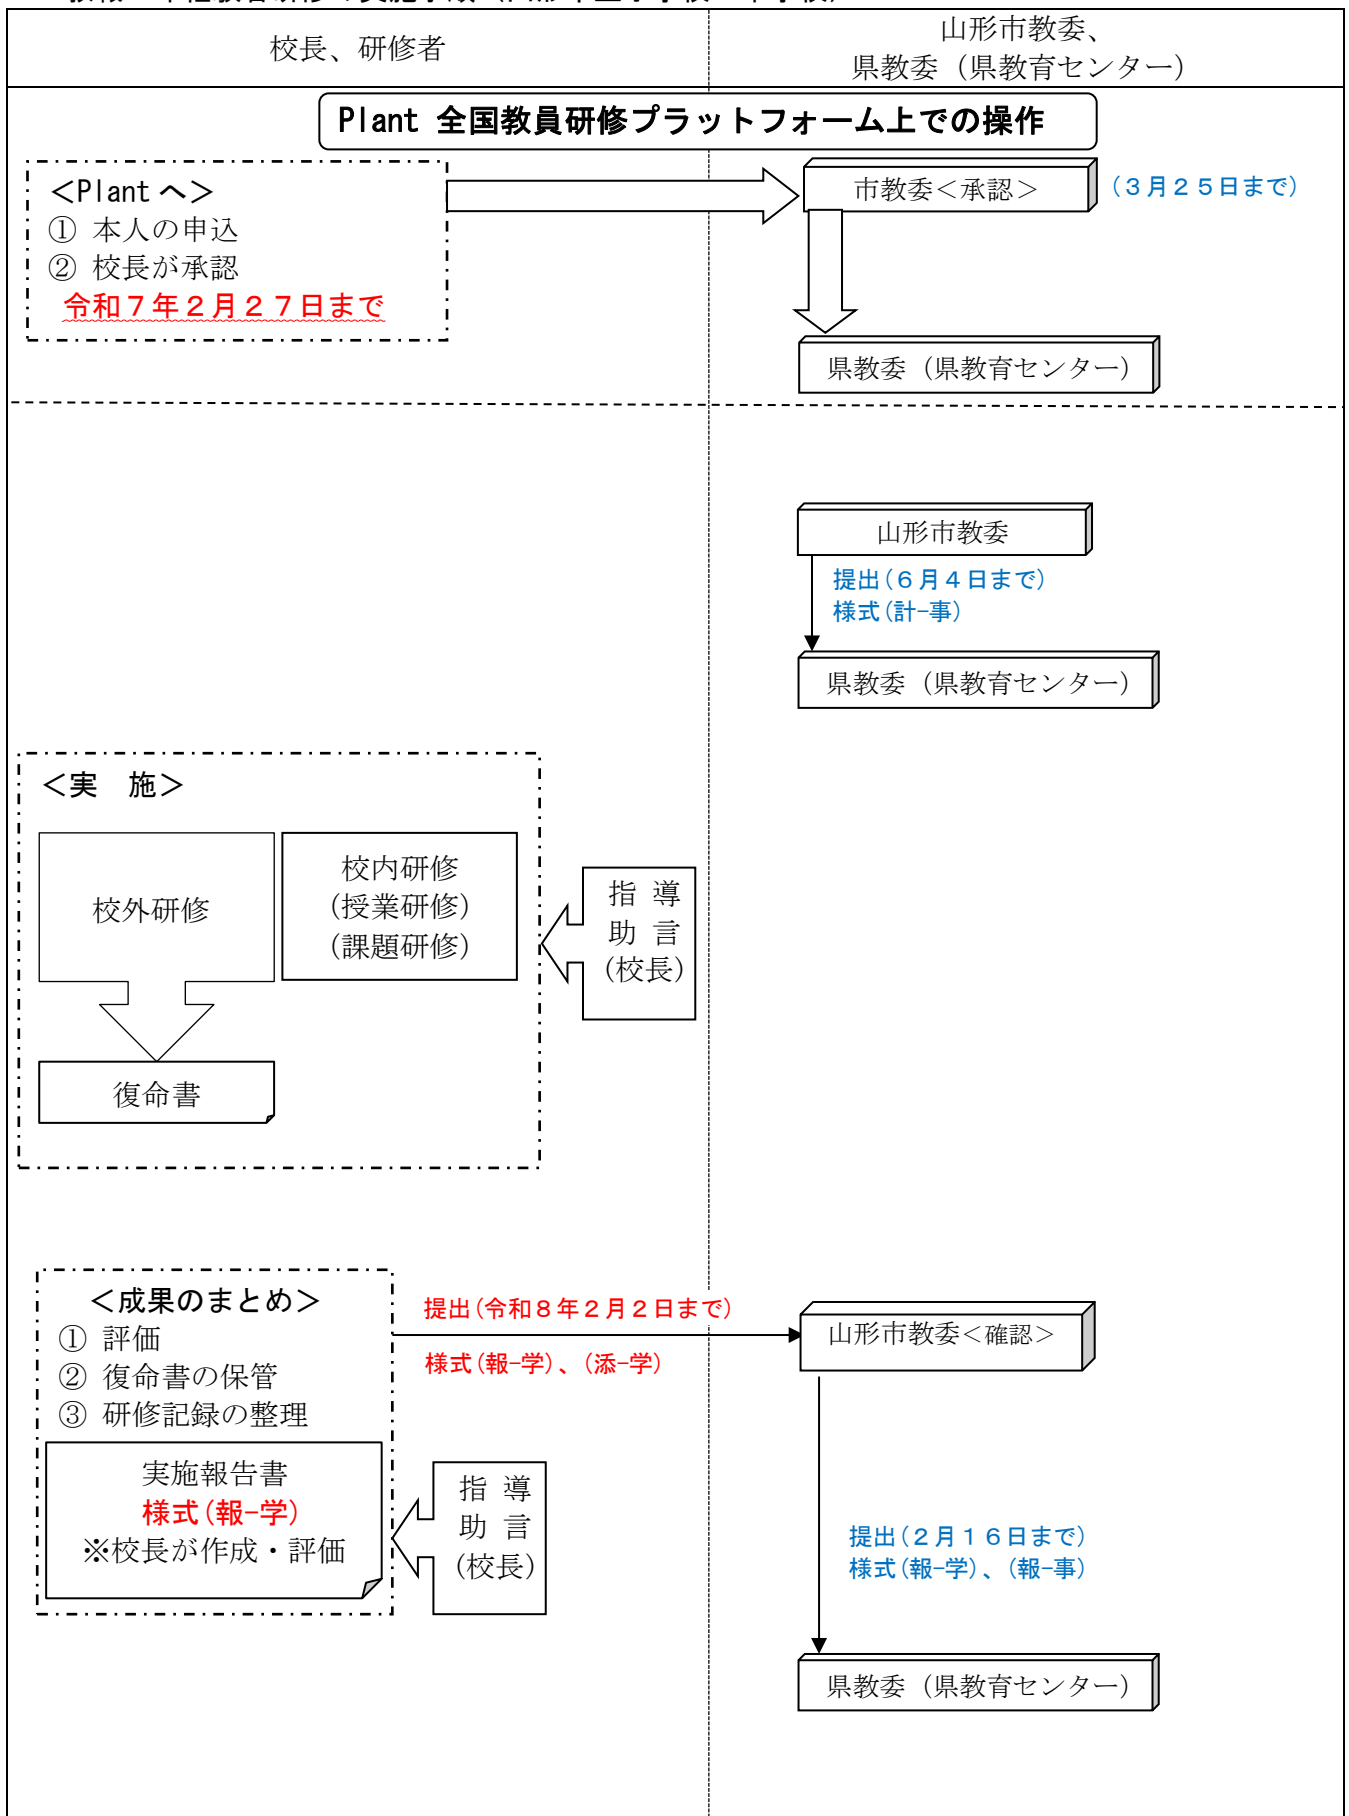 校長、研修者
山形市教委、
県教委（県教育センター）
Plant 全国教員研修プラットフォーム上での操作
＜Plant へ＞
① 本人の申込
② 校長が承認
令和７年２月２７日まで
市教委＜承認＞
（３月２５日まで）
県教委（県教育センター）
山形市教委
提出(６月４日まで)
様式(計-事)
県教委（県教育センター）
＜実　施＞
校外研修
校内研修
(授業研修)
(課題研修)
指 導
助 言
(校長)
復命書
＜成果のまとめ＞
① 評価
② 復命書の保管
③ 研修記録の整理
実施報告書
様式(報-学)
※校長が作成・評価
指 導
助 言
(校長)
提出(令和８年２月２日まで)
様式(報-学)、(添-学)
山形市教委＜確認＞
提出(２月１６日まで)
様式(報-学)、(報-事)
県教委（県教育センター）